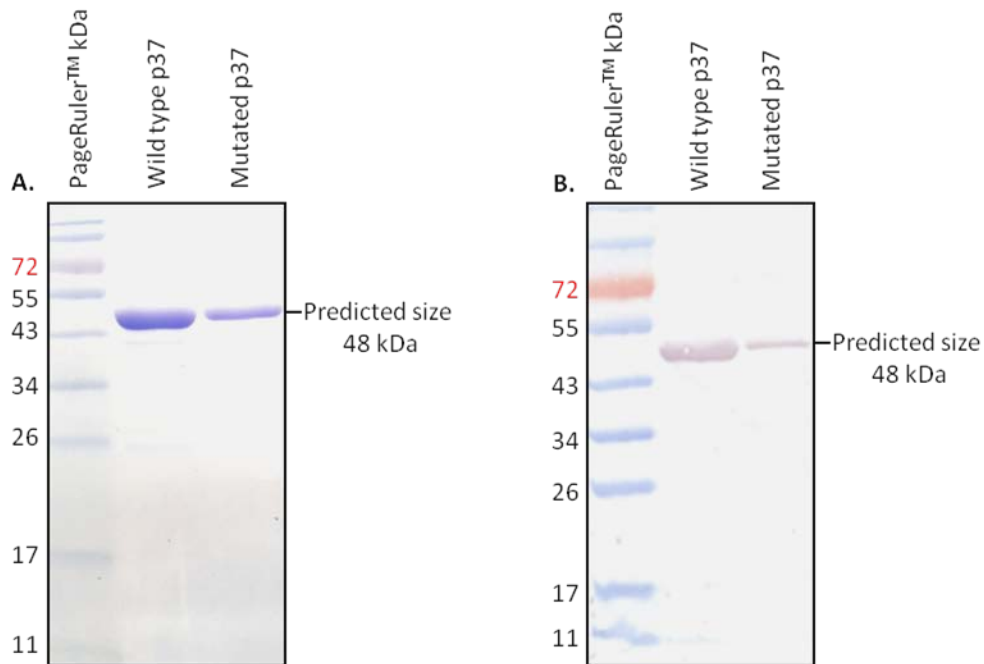 A.
PageRuler™ kDa
Wild type p37
Mutated p37
72
55
43
34
26
17
11
Predicted size
48 kDa
B.
PageRuler™ kDa
Wild type p37
Mutated p37
72
55
43
34
26
17
11
Predicted size
48 kDa